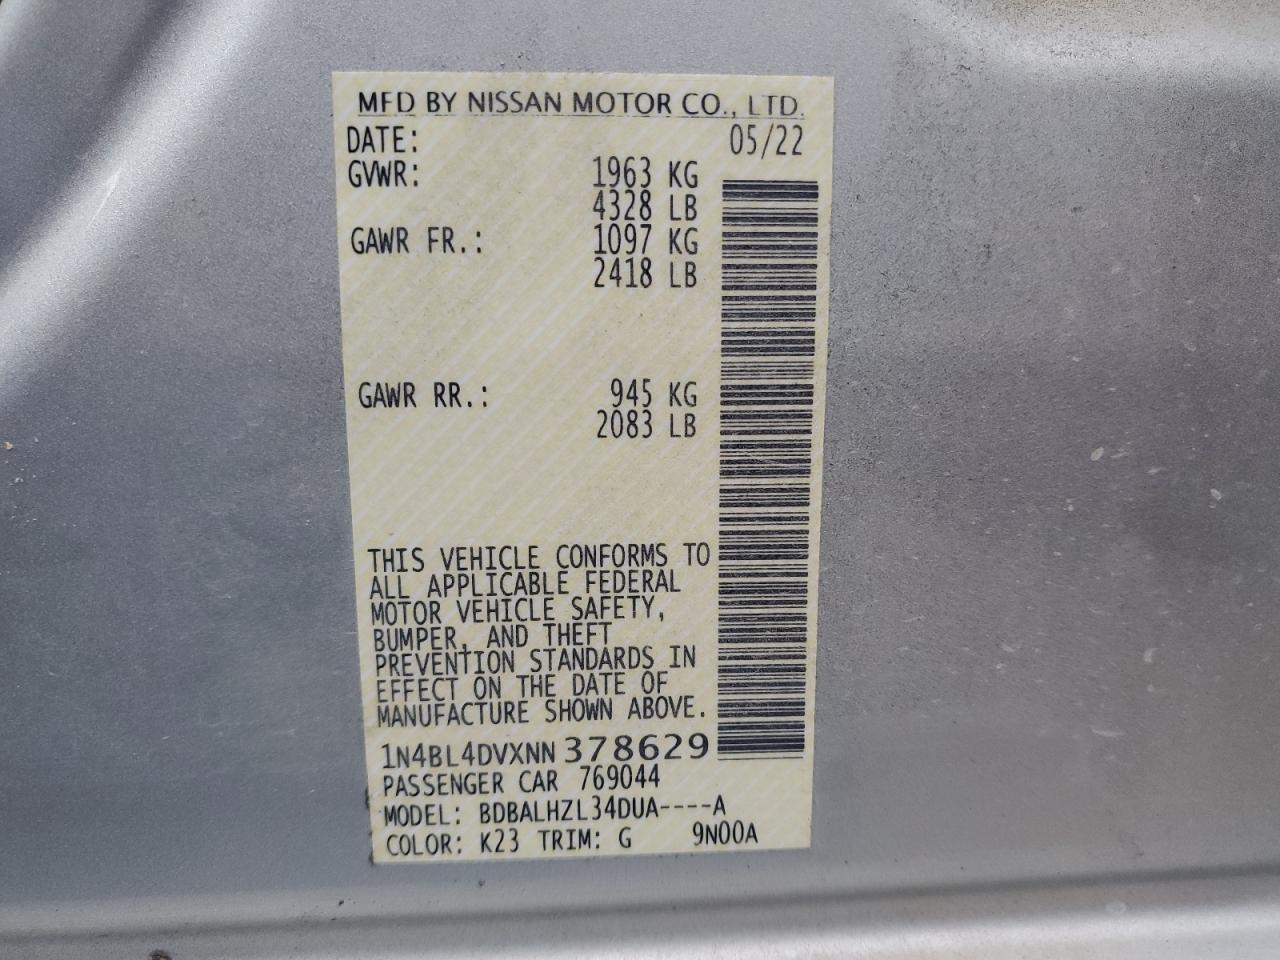 MFD BY NISSAN MOTOR CO., LTD.
DATE: 05/22
GVWR: 1963 KG
4328 LB
GAWR FR.: 1097 KG
2418 LB
GAWR RR.: 945 KG
2083 LB
THIS VEHICLE CONFORMS TO
ALL APPLICABLE FEDERAL
MOTOR VEHICLE SAFETY,
BUMPER, AND THEFT
PREVENTION STANDARDS IN
EFFECT ON THE DATE OF
MANUFACTURE SHOWN ABOVE.
1N4BL4DVXNN 378629
PASSENGER CAR 769044
MODEL: BDBALHZL34DUA----A
COLOR: K23 TRIM: G 9N00A